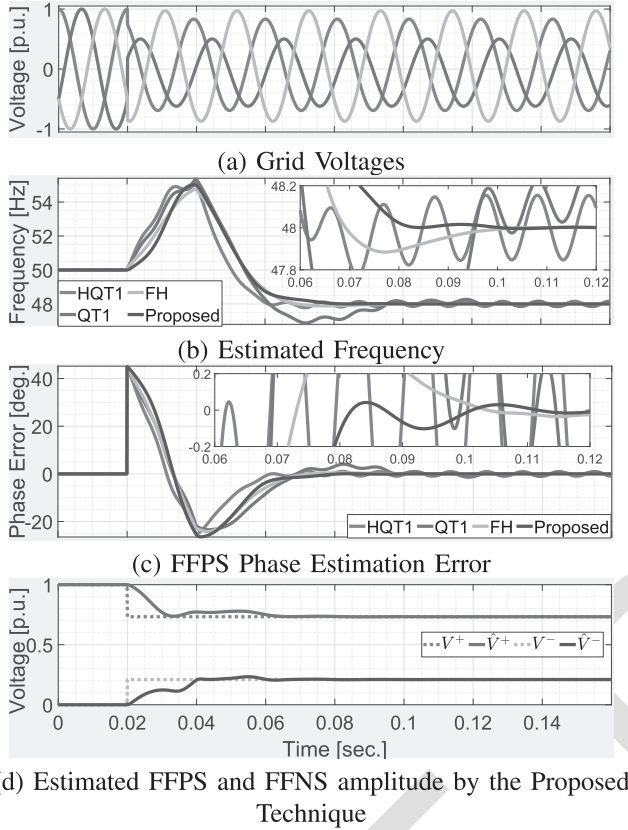 Voltage [p.u.]
1
0
-1
(a) Grid Voltages
Frequency [Hz]
54
52
50
48
48.2
48
47.8
0.06 0.07 0.08 0.09 0.1 0.11 0.12
HQT1 FH
QT1 Proposed
(b) Estimated Frequency
Phase Error [deg.]
40
20
0
-20
0.2
0
-0.2
0.06 0.07 0.08 0.09 0.1 0.11 0.12
HQT1 QT1 FH Proposed
(c) FFPS Phase Estimation Error
Voltage [p.u.]
1
0.5
0
V⁺ V̂⁺ V⁻ V̂⁻
0 0.02 0.04 0.06 0.08 0.1 0.12 0.14
Time [sec.]
d) Estimated FFPS and FFNS amplitude by the Proposed
Technique